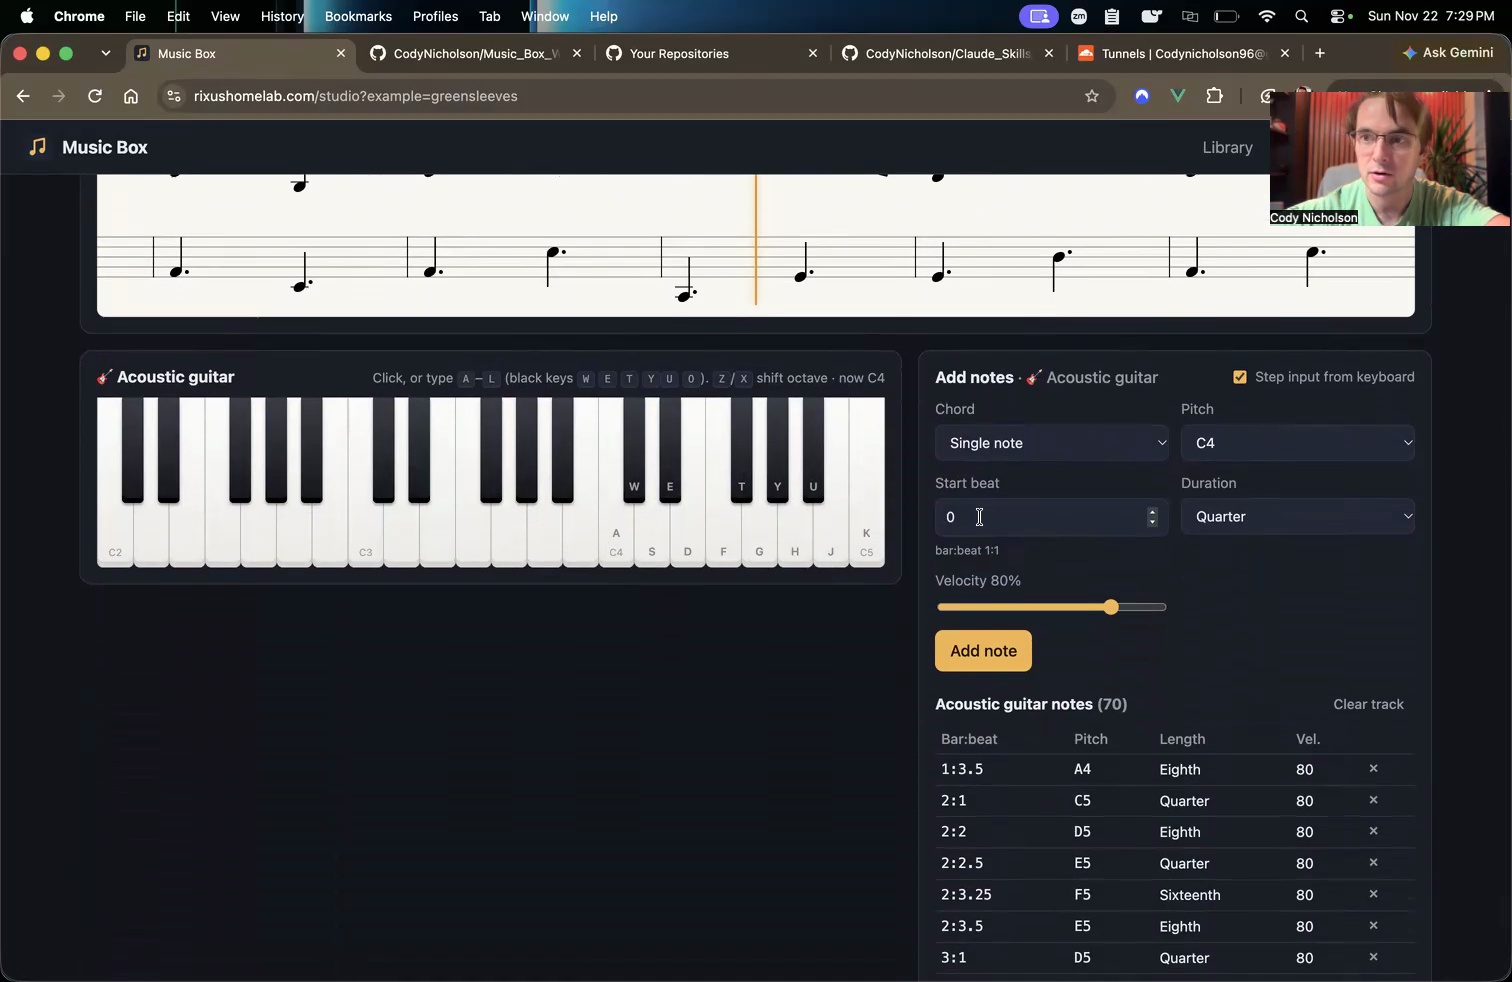 Chrome File Edit View History Bookmarks Profiles Tab Window Help zm Sun Nov 22 7:29 PM
Music Box CodyNicholson/Music_Box_ Your Repositories CodyNicholson/Claude_Skills Tunnels | Codynicholson96@ Ask Gemini
rixushomelab.com/studio?example=greensleeves
Music Box Library
Cody Nicholson
Acoustic guitar Click, or type A – L (black keys W E T Y U O ). Z / X shift octave · now C4
W E T Y U
A K
C2 C3 C4 S D F G H J C5
Add notes · Acoustic guitar Step input from keyboard
Chord Pitch
Single note C4
Start beat Duration
0 Quarter
bar:beat 1:1
Velocity 80%
Add note
Acoustic guitar notes (70) Clear track
Bar:beat Pitch Length Vel.
1:3.5 A4 Eighth 80 ×
2:1 C5 Quarter 80 ×
2:2 D5 Eighth 80 ×
2:2.5 E5 Quarter 80 ×
2:3.25 F5 Sixteenth 80 ×
2:3.5 E5 Eighth 80 ×
3:1 D5 Quarter 80 ×